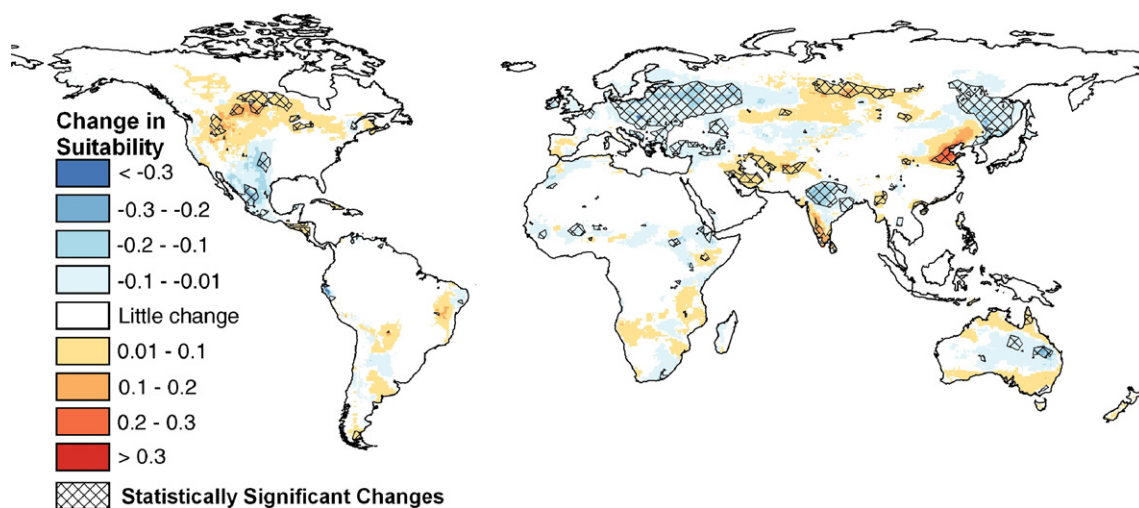 Change in
Suitability
< -0.3
-0.3 - -0.2
-0.2 - -0.1
-0.1 - -0.01
Little change
0.01 - 0.1
0.1 - 0.2
0.2 - 0.3
> 0.3
Statistically Significant Changes